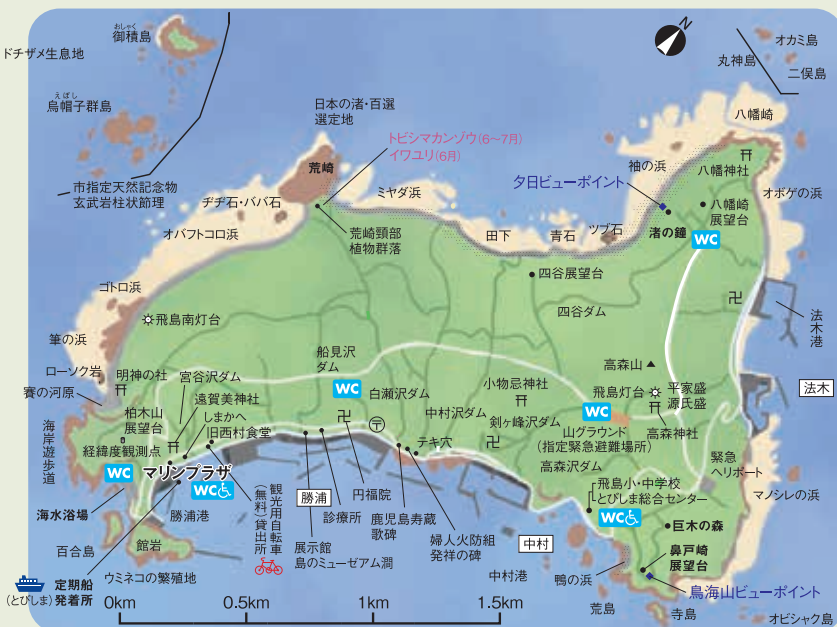 おしゃく
御積島
ドチザメ生息地
えぼし
烏帽子群島
市指定天然記念物
玄武岩柱状節理
日本の渚・百選
選定地
トビシマカンゾウ(6〜7月)
イワユリ(6月)
荒崎
ヂヂ石・ババ石
オバフトコロ浜
荒崎頸部
植物群落
ミヤダ浜
田下
青石
ツブ石
袖の浜
夕日ビューポイント
渚の鐘
N
オカミ島
丸神島
二俣島
八幡崎
八幡神社
八幡崎
展望台
オボゲの浜
WC
四谷展望台
四谷ダム
法木港
法木
ゴトロ浜
飛島南灯台
筆の浜
ローソク岩
賽の河原
明神の社
宮谷沢ダム
遠賀美神社
しまかへ
旧西村食堂
柏木山
展望台
経緯度観測点
海岸遊歩道
WC
マリンプラザ
WC
海水浴場
勝浦港
百合島
館岩
ウミネコの繁殖地
定期船
(とびしま)発着所
船見沢
ダム
WC
白瀬沢ダム
中村沢ダム
小物忌神社
剣ヶ峰沢ダム
テキ穴
高森山
飛島灯台
平家盛
源氏盛
高森神社
WC
山グラウンド
(指定緊急避難場所)
高森沢ダム
緊急
ヘリポート
マノシレの浜
飛島小・中学校
とびしま総合センター
WC
巨木の森
鼻戸崎
展望台
鳥海山ビューポイント
観光用自転車
(無料)貸出所
勝浦
展示館
島のミューゼアム澗
診療所
円福院
鹿児島寿蔵
歌碑
婦人火防組
発祥の碑
中村
中村港
鴨の浜
荒島
寺島
オビシャク島
0km
0.5km
1km
1.5km